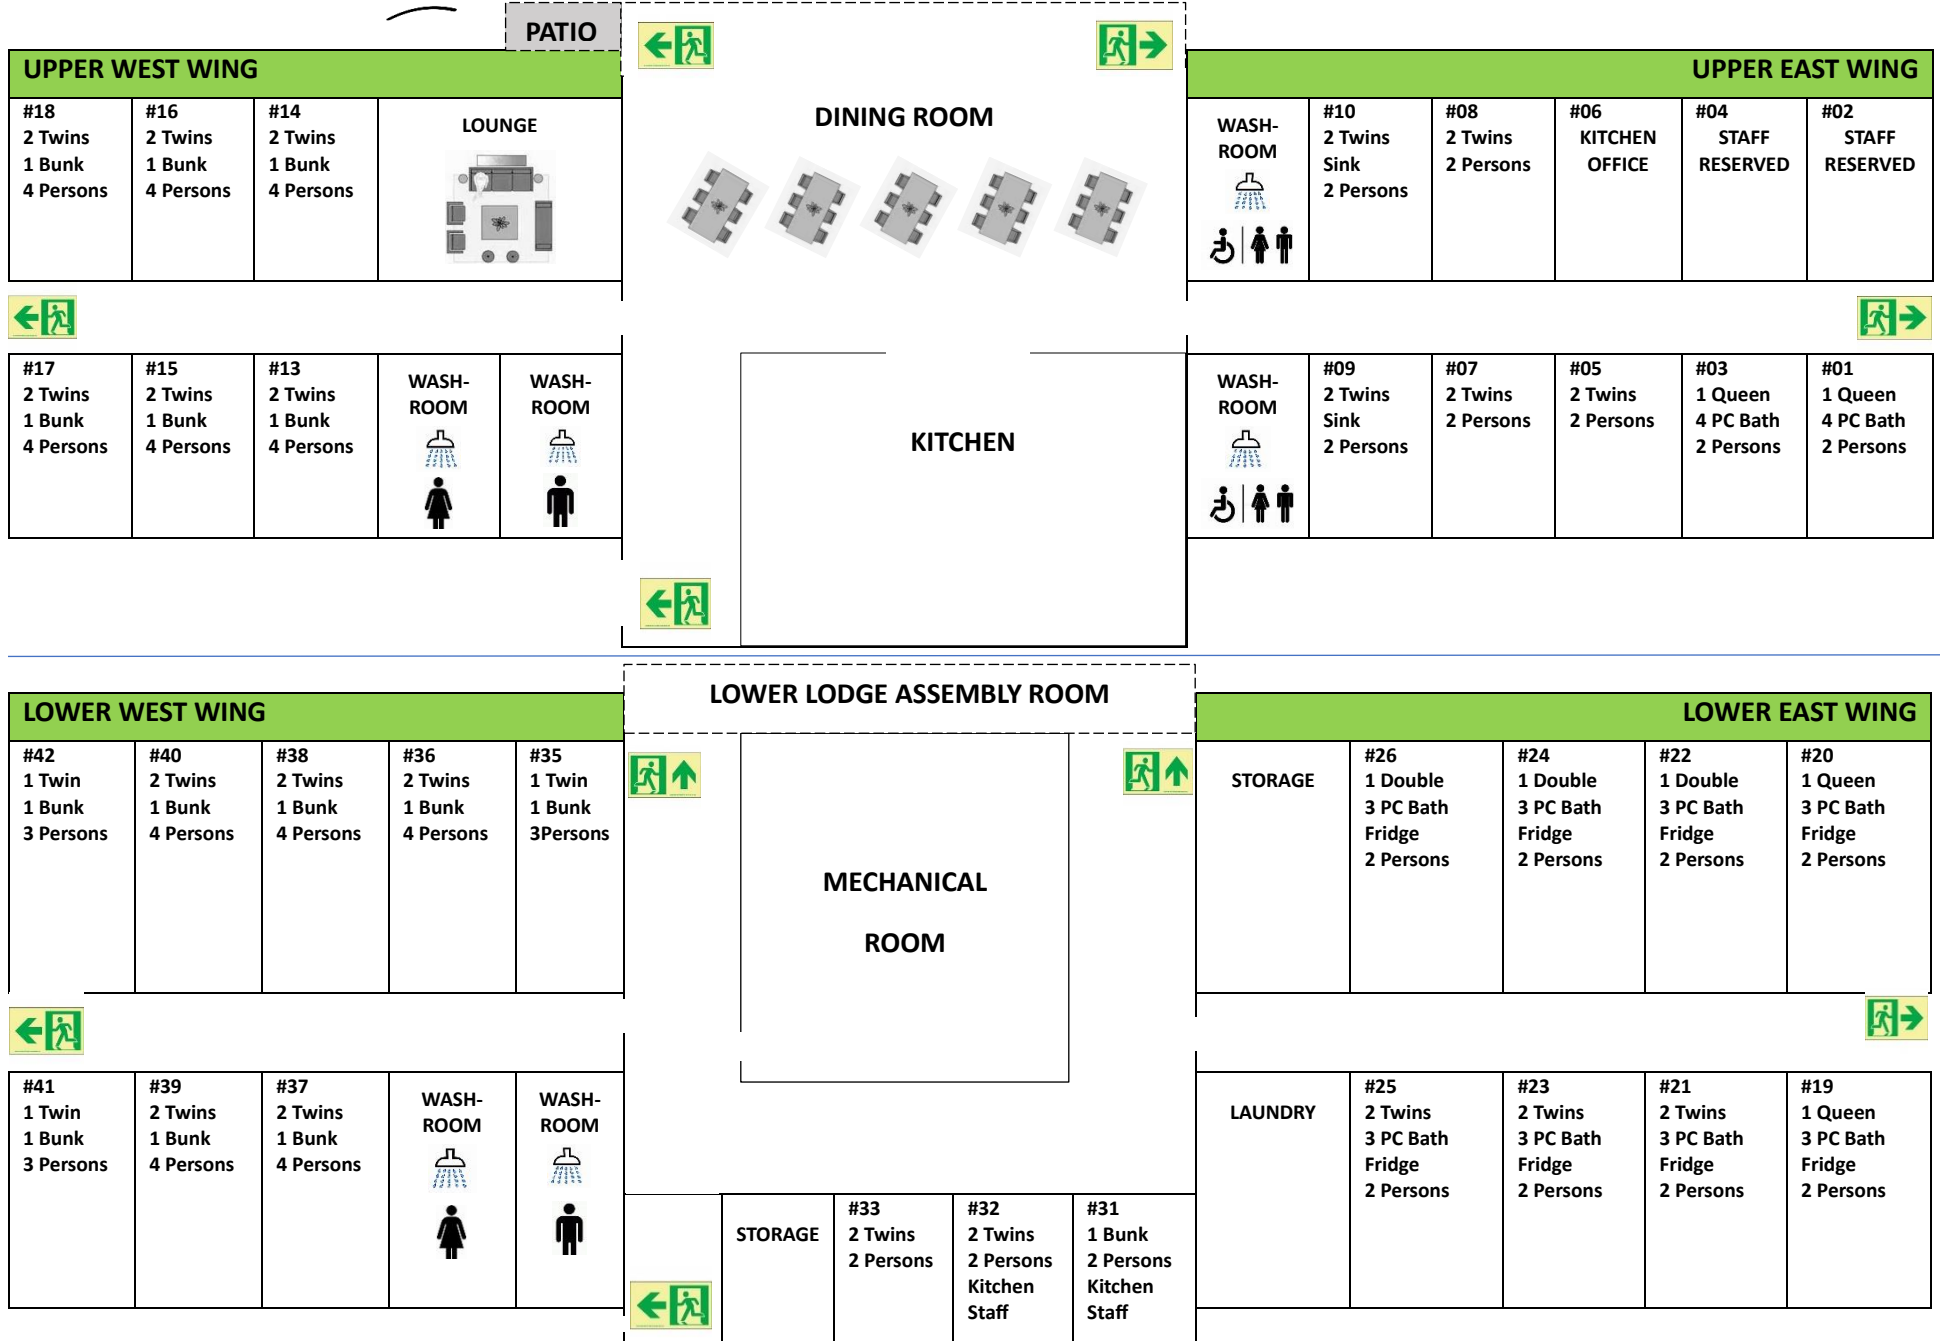 PATIO
UPPER WEST WING
UPPER EAST WING
#18
2 Twins
1 Bunk
4 Persons
#16
2 Twins
1 Bunk
4 Persons
#14
2 Twins
1 Bunk
4 Persons
LOUNGE
DINING ROOM
WASH-
ROOM
#10
2 Twins
Sink
2 Persons
#08
2 Twins
2 Persons
#06
KITCHEN
OFFICE
#04
STAFF
RESERVED
#02
STAFF
RESERVED
#17
2 Twins
1 Bunk
4 Persons
#15
2 Twins
1 Bunk
4 Persons
#13
2 Twins
1 Bunk
4 Persons
WASH-
ROOM
WASH-
ROOM
KITCHEN
WASH-
ROOM
#09
2 Twins
Sink
2 Persons
#07
2 Twins
2 Persons
#05
2 Twins
2 Persons
#03
1 Queen
4 PC Bath
2 Persons
#01
1 Queen
4 PC Bath
2 Persons
LOWER LODGE ASSEMBLY ROOM
LOWER WEST WING
LOWER EAST WING
#42
1 Twin
1 Bunk
3 Persons
#40
2 Twins
1 Bunk
4 Persons
#38
2 Twins
1 Bunk
4 Persons
#36
2 Twins
1 Bunk
4 Persons
#35
1 Twin
1 Bunk
3Persons
MECHANICAL
ROOM
STORAGE
#26
1 Double
3 PC Bath
Fridge
2 Persons
#24
1 Double
3 PC Bath
Fridge
2 Persons
#22
1 Double
3 PC Bath
Fridge
2 Persons
#20
1 Queen
3 PC Bath
Fridge
2 Persons
#41
1 Twin
1 Bunk
3 Persons
#39
2 Twins
1 Bunk
4 Persons
#37
2 Twins
1 Bunk
4 Persons
WASH-
ROOM
WASH-
ROOM
LAUNDRY
#25
2 Twins
3 PC Bath
Fridge
2 Persons
#23
2 Twins
3 PC Bath
Fridge
2 Persons
#21
2 Twins
3 PC Bath
Fridge
2 Persons
#19
1 Queen
3 PC Bath
Fridge
2 Persons
STORAGE
#33
2 Twins
2 Persons
#32
2 Twins
2 Persons
Kitchen
Staff
#31
1 Bunk
2 Persons
Kitchen
Staff